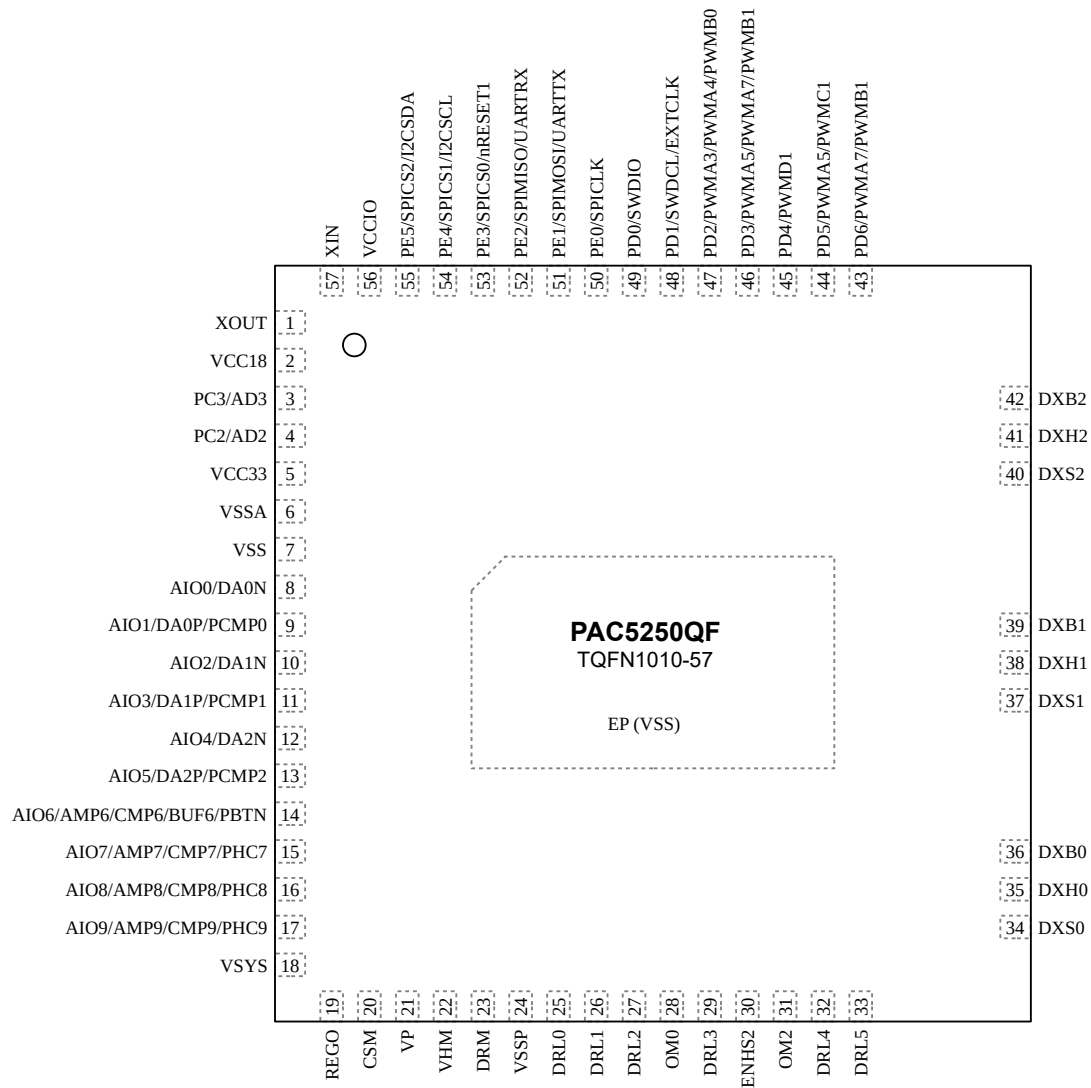 XIN
VCCIO
PE5/SPICS2/I2CSDA
PE4/SPICS1/I2CSCL
PE3/SPICS0/nRESET1
PE2/SPIMISO/UARTRX
PE1/SPIMOSI/UARTTX
PE0/SPICLK
PD0/SWDIO
PD1/SWDCL/EXTCLK
PD2/PWMA3/PWMA4/PWMB0
PD3/PWMA5/PWMA7/PWMB1
PD4/PWMD1
PD5/PWMA5/PWMC1
PD6/PWMA7/PWMB1
57
56
55
54
53
52
51
50
49
48
47
46
45
44
43
XOUT 1
VCC18 2
PC3/AD3 3
PC2/AD2 4
VCC33 5
VSSA 6
VSS 7
AIO0/DA0N 8
AIO1/DA0P/PCMP0 9
AIO2/DA1N 10
AIO3/DA1P/PCMP1 11
AIO4/DA2N 12
AIO5/DA2P/PCMP2 13
AIO6/AMP6/CMP6/BUF6/PBTN 14
AIO7/AMP7/CMP7/PHC7 15
AIO8/AMP8/CMP8/PHC8 16
AIO9/AMP9/CMP9/PHC9 17
VSYS 18
PAC5250QF
TQFN1010-57
EP (VSS)
42 DXB2
41 DXH2
40 DXS2
39 DXB1
38 DXH1
37 DXS1
36 DXB0
35 DXH0
34 DXS0
19
20
21
22
23
24
25
26
27
28
29
30
31
32
33
REGO
CSM
VP
VHM
DRM
VSSP
DRL0
DRL1
DRL2
OM0
DRL3
ENHS2
OM2
DRL4
DRL5